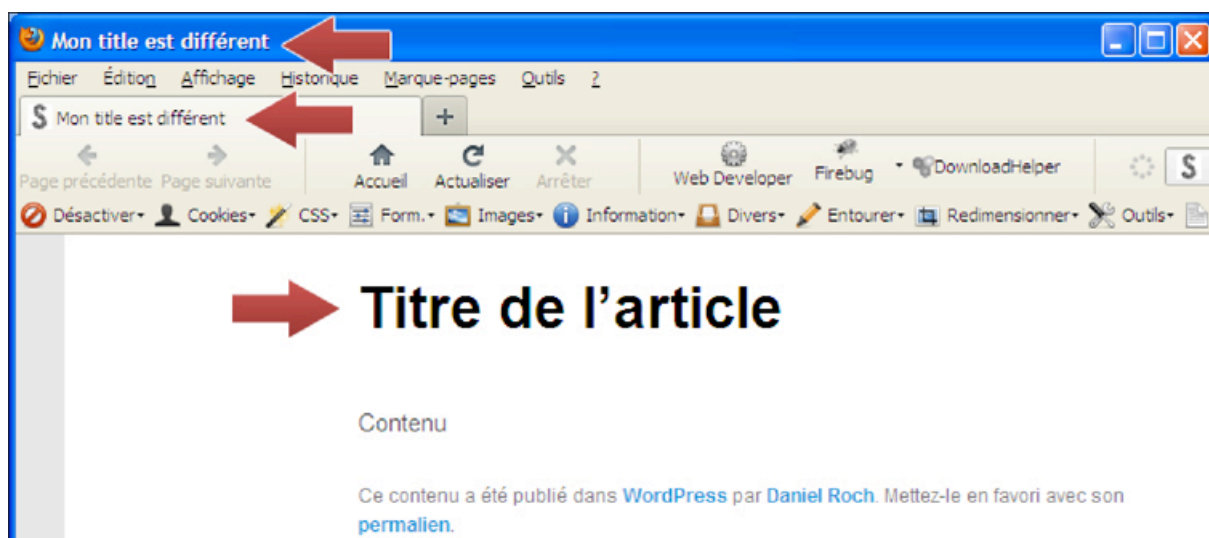 Mon title est différent
Fichier Édition Affichage Historique Marque-pages Outils ?
S Mon title est différent +
Page précédente Page suivante Accueil Actualiser Arrêter Web Developer Firebug DownloadHelper S
Désactiver Cookies CSS Form. Images Information Divers Entourer Redimensionner Outils
Titre de l’article
Contenu
Ce contenu a été publié dans WordPress par Daniel Roch. Mettez-le en favori avec son
permalien.